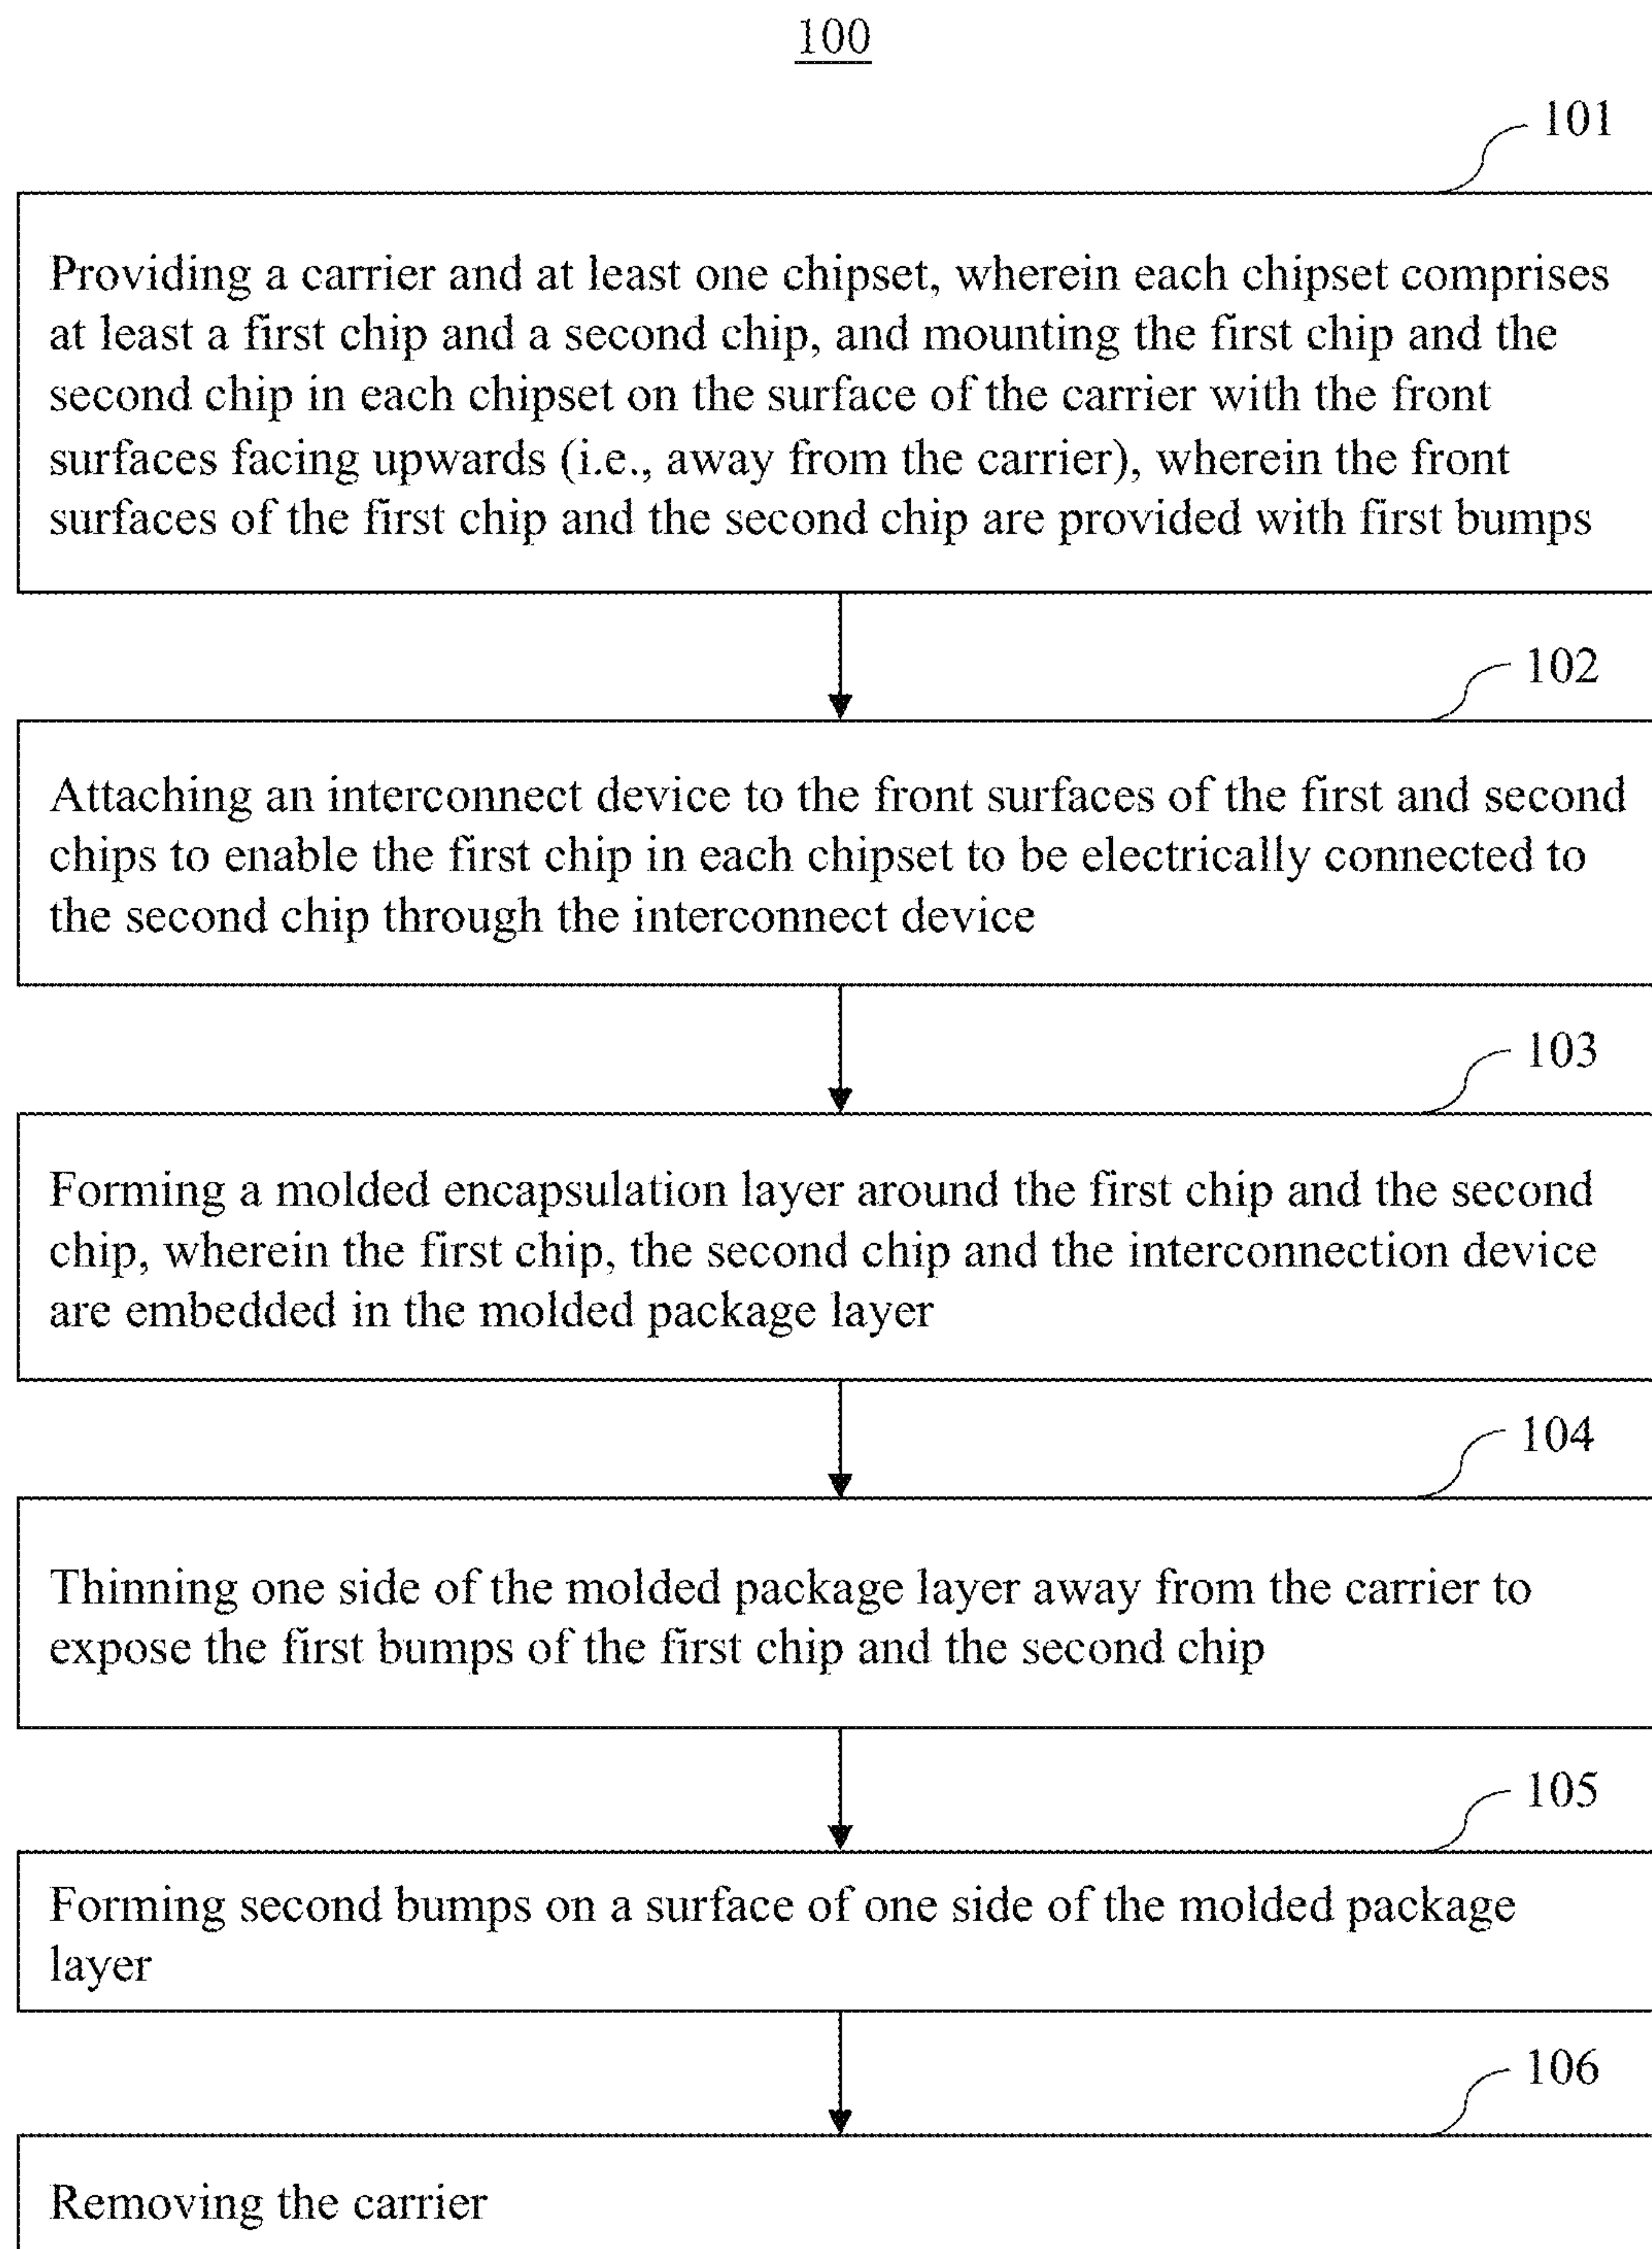 100
101
Providing a carrier and at least one chipset, wherein each chipset comprises
at least a first chip and a second chip, and mounting the first chip and the
second chip in each chipset on the surface of the carrier with the front
surfaces facing upwards (i.e., away from the carrier), wherein the front
surfaces of the first chip and the second chip are provided with first bumps
102
Attaching an interconnect device to the front surfaces of the first and second
chips to enable the first chip in each chipset to be electrically connected to
the second chip through the interconnect device
103
Forming a molded encapsulation layer around the first chip and the second
chip, wherein the first chip, the second chip and the interconnection device
are embedded in the molded package layer
104
Thinning one side of the molded package layer away from the carrier to
expose the first bumps of the first chip and the second chip
105
Forming second bumps on a surface of one side of the molded package
layer
106
Removing the carrier